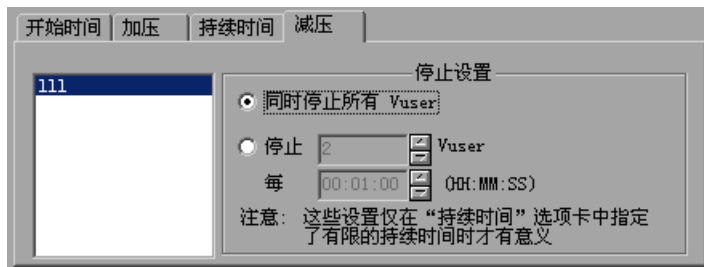 开始时间 加压 持续时间 减压
111
停止设置
同时停止所有 Vuser
停止 2 Vuser
每 00:01:00 (HH:MM:SS)
注意: 这些设置仅在“持续时间”选项卡中指定
了有限的持续时间时才有意义